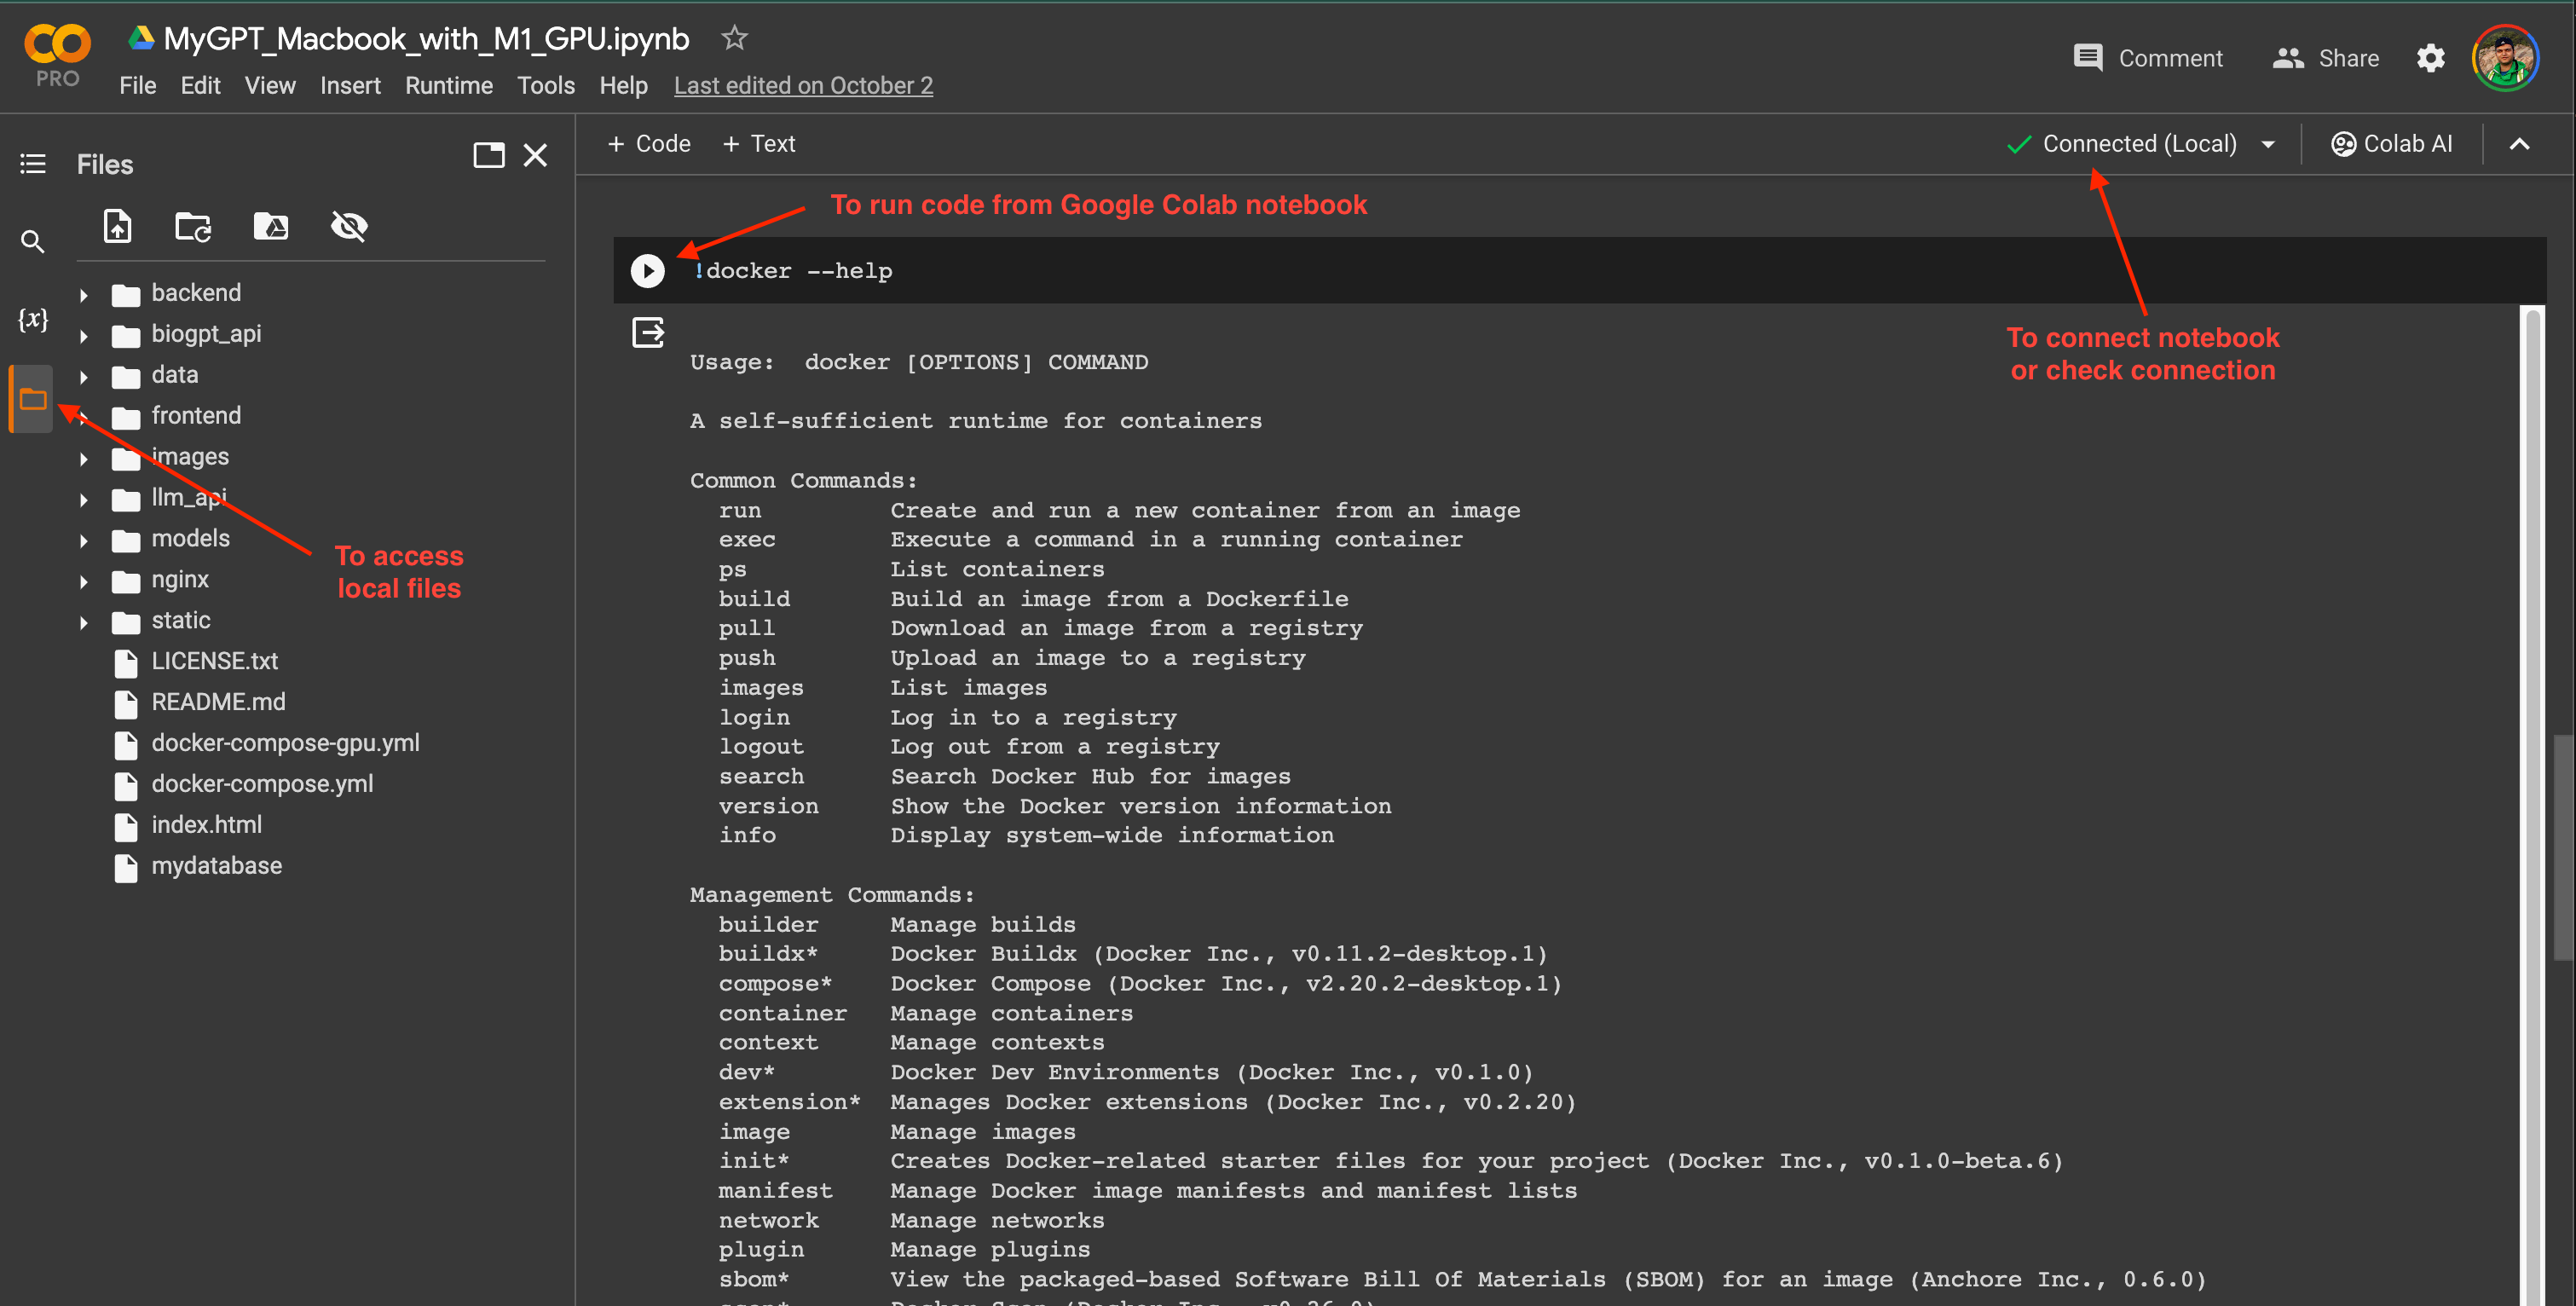 MyGPT_Macbook_with_M1_GPU.ipynb
PRO
File Edit View Insert Runtime Tools Help Last edited on October 2
Comment Share
Files
+ Code + Text
Connected (Local) Colab AI
To run code from Google Colab notebook
!docker --help
To connect notebook
or check connection
{x}
backend
biogpt_api
data
frontend
images
llm_api
models
nginx
static
LICENSE.txt
README.md
docker-compose-gpu.yml
docker-compose.yml
index.html
mydatabase
To access
local files
Usage:  docker [OPTIONS] COMMAND
A self-sufficient runtime for containers
Common Commands:
run         Create and run a new container from an image
exec        Execute a command in a running container
ps          List containers
build       Build an image from a Dockerfile
pull        Download an image from a registry
push        Upload an image to a registry
images      List images
login       Log in to a registry
logout      Log out from a registry
search      Search Docker Hub for images
version     Show the Docker version information
info        Display system-wide information
Management Commands:
builder     Manage builds
buildx*     Docker Buildx (Docker Inc., v0.11.2-desktop.1)
compose*    Docker Compose (Docker Inc., v2.20.2-desktop.1)
container   Manage containers
context     Manage contexts
dev*        Docker Dev Environments (Docker Inc., v0.1.0)
extension*  Manages Docker extensions (Docker Inc., v0.2.20)
image       Manage images
init*       Creates Docker-related starter files for your project (Docker Inc., v0.1.0-beta.6)
manifest    Manage Docker image manifests and manifest lists
network     Manage networks
plugin      Manage plugins
sbom*       View the packaged-based Software Bill Of Materials (SBOM) for an image (Anchore Inc., 0.6.0)